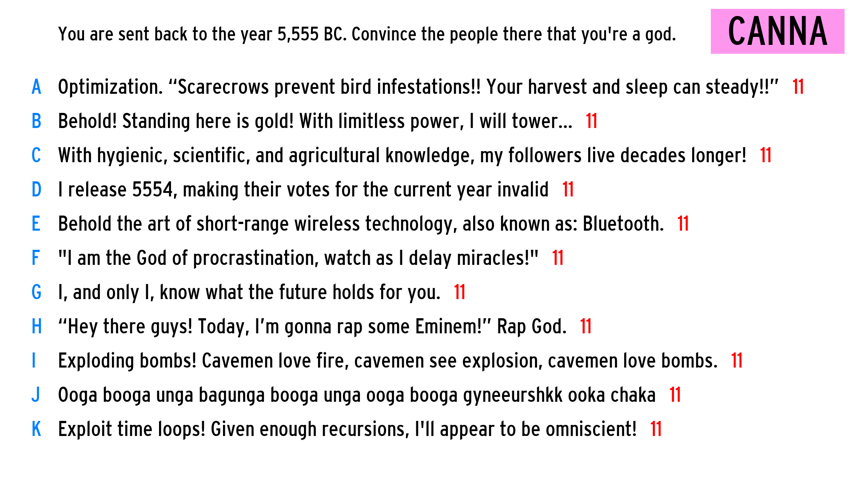 You are sent back to the year 5,555 BC. Convince the people there that you're a god.
CANNA
A Optimization. “Scarecrows prevent bird infestations!! Your harvest and sleep can steady!!” 11
B Behold! Standing here is gold! With limitless power, I will tower... 11
C With hygienic, scientific, and agricultural knowledge, my followers live decades longer! 11
D I release 5554, making their votes for the current year invalid 11
E Behold the art of short-range wireless technology, also known as: Bluetooth. 11
F "I am the God of procrastination, watch as I delay miracles!" 11
G I, and only I, know what the future holds for you. 11
H “Hey there guys! Today, I’m gonna rap some Eminem!” Rap God. 11
I Exploding bombs! Cavemen love fire, cavemen see explosion, cavemen love bombs. 11
J Ooga booga unga bagunga booga unga ooga booga gyneeurshkk ooka chaka 11
K Exploit time loops! Given enough recursions, I'll appear to be omniscient! 11